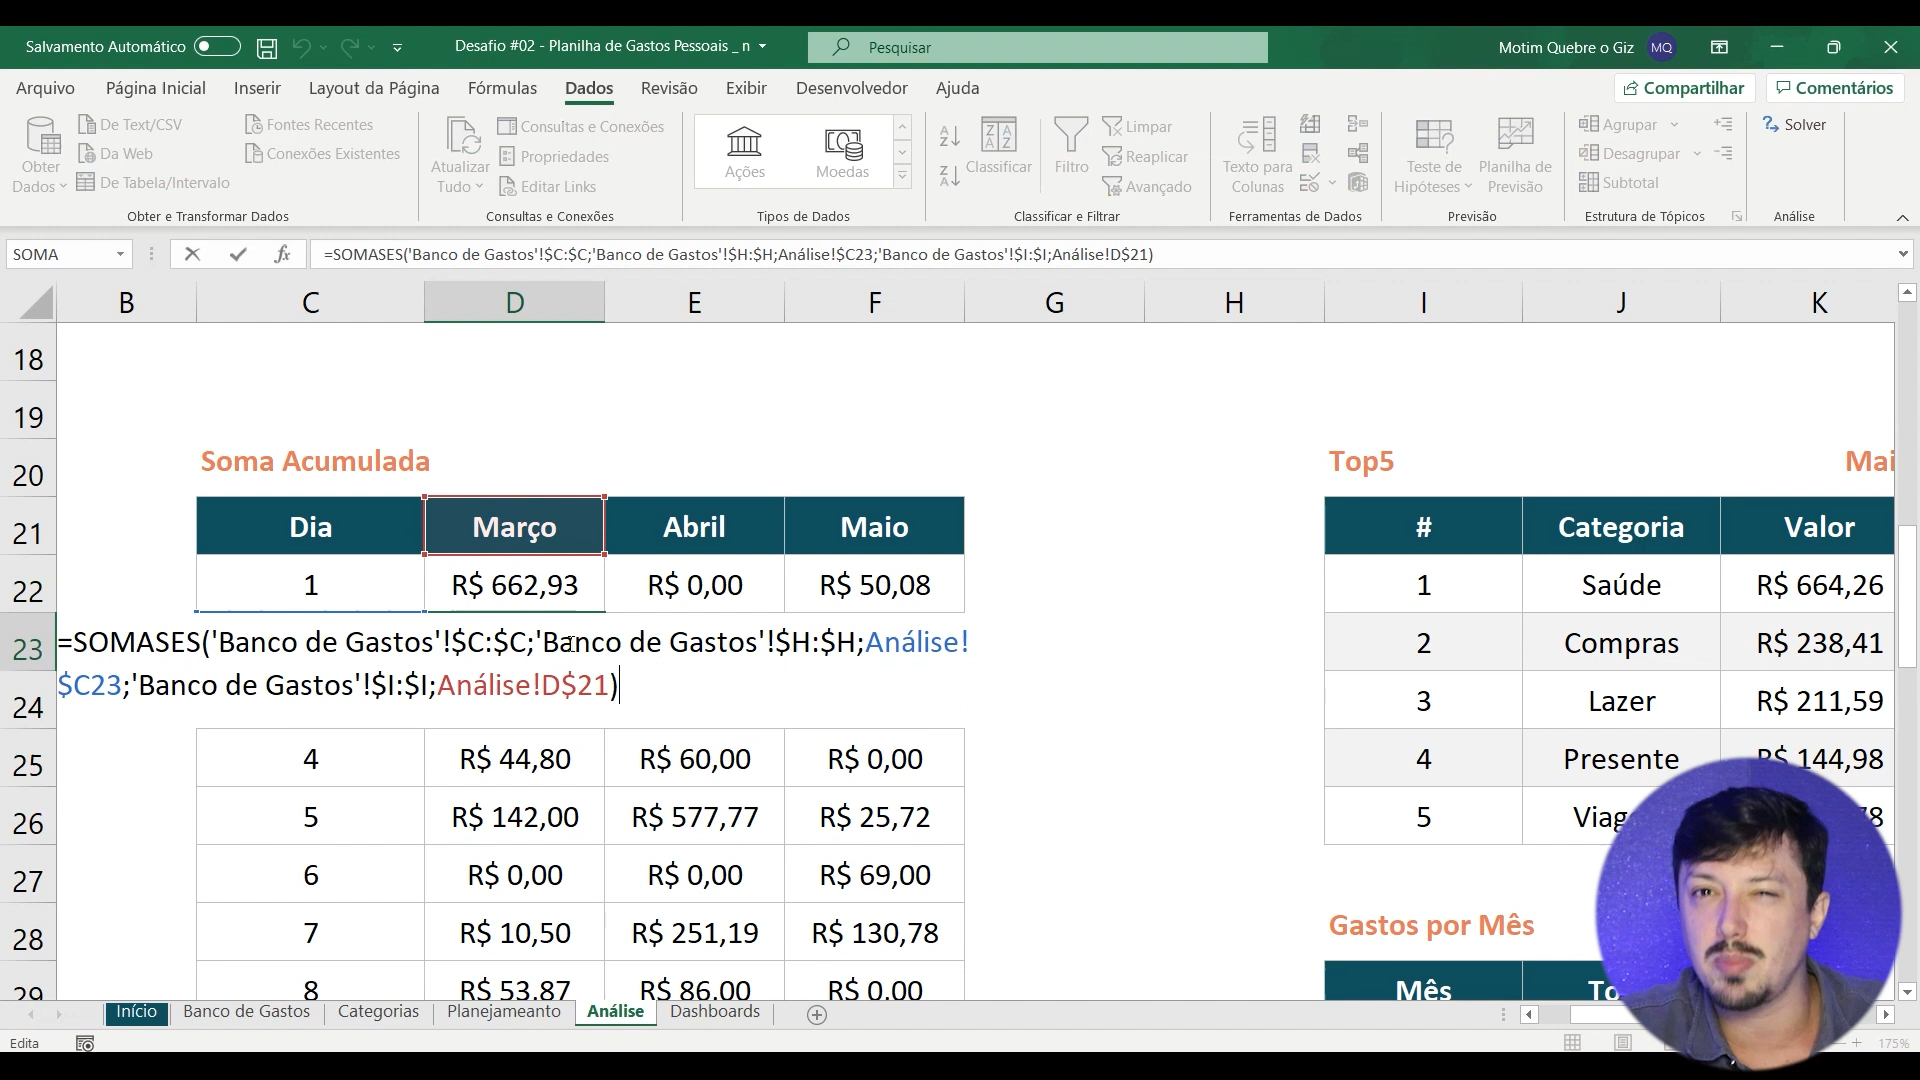 Salvamento Automático
Desafio #02 - Planilha de Gastos Pessoais _ n
Pesquisar
Motim Quebre o Giz
MQ
Arquivo Página Inicial Inserir Layout da Página Fórmulas Dados Revisão Exibir Desenvolvedor Ajuda
Compartilhar Comentários
Obter Dados
De Text/CSV
Da Web
De Tabela/Intervalo
Fontes Recentes
Conexões Existentes
Obter e Transformar Dados
Atualizar Tudo
Consultas e Conexões
Propriedades
Editar Links
Consultas e Conexões
Ações
Moedas
Tipos de Dados
Classificar
Filtro
Limpar
Reaplicar
Avançado
Classificar e Filtrar
Texto para Colunas
Ferramentas de Dados
Teste de Hipóteses
Planilha de Previsão
Previsão
Agrupar
Desagrupar
Subtotal
Estrutura de Tópicos
Solver
Análise
SOMA
fx
=SOMASES('Banco de Gastos'!$C:$C;'Banco de Gastos'!$H:$H;Análise!$C23;'Banco de Gastos'!$I:$I;Análise!D$21)
B C D E F G H I J K
18
19
20 Soma Acumulada Top5 Mai
21 Dia Março Abril Maio # Categoria Valor
22 1 R$ 662,93 R$ 0,00 R$ 50,08 1 Saúde R$ 664,26
23 =SOMASES('Banco de Gastos'!$C:$C;'Banco de Gastos'!$H:$H;Análise! 2 Compras R$ 238,41
24 $C23;'Banco de Gastos'!$I:$I;Análise!D$21) 3 Lazer R$ 211,59
25 4 R$ 44,80 R$ 60,00 R$ 0,00 4 Presente R$ 144,98
26 5 R$ 142,00 R$ 577,77 R$ 25,72 5 Viag 78
27 6 R$ 0,00 R$ 0,00 R$ 69,00
28 7 R$ 10,50 R$ 251,19 R$ 130,78 Gastos por Mês
29 8 R$ 53,87 R$ 86,00 R$ 0,00 Mês To
Início Banco de Gastos Categorias Planejameanto Análise Dashboards
Edita
175%